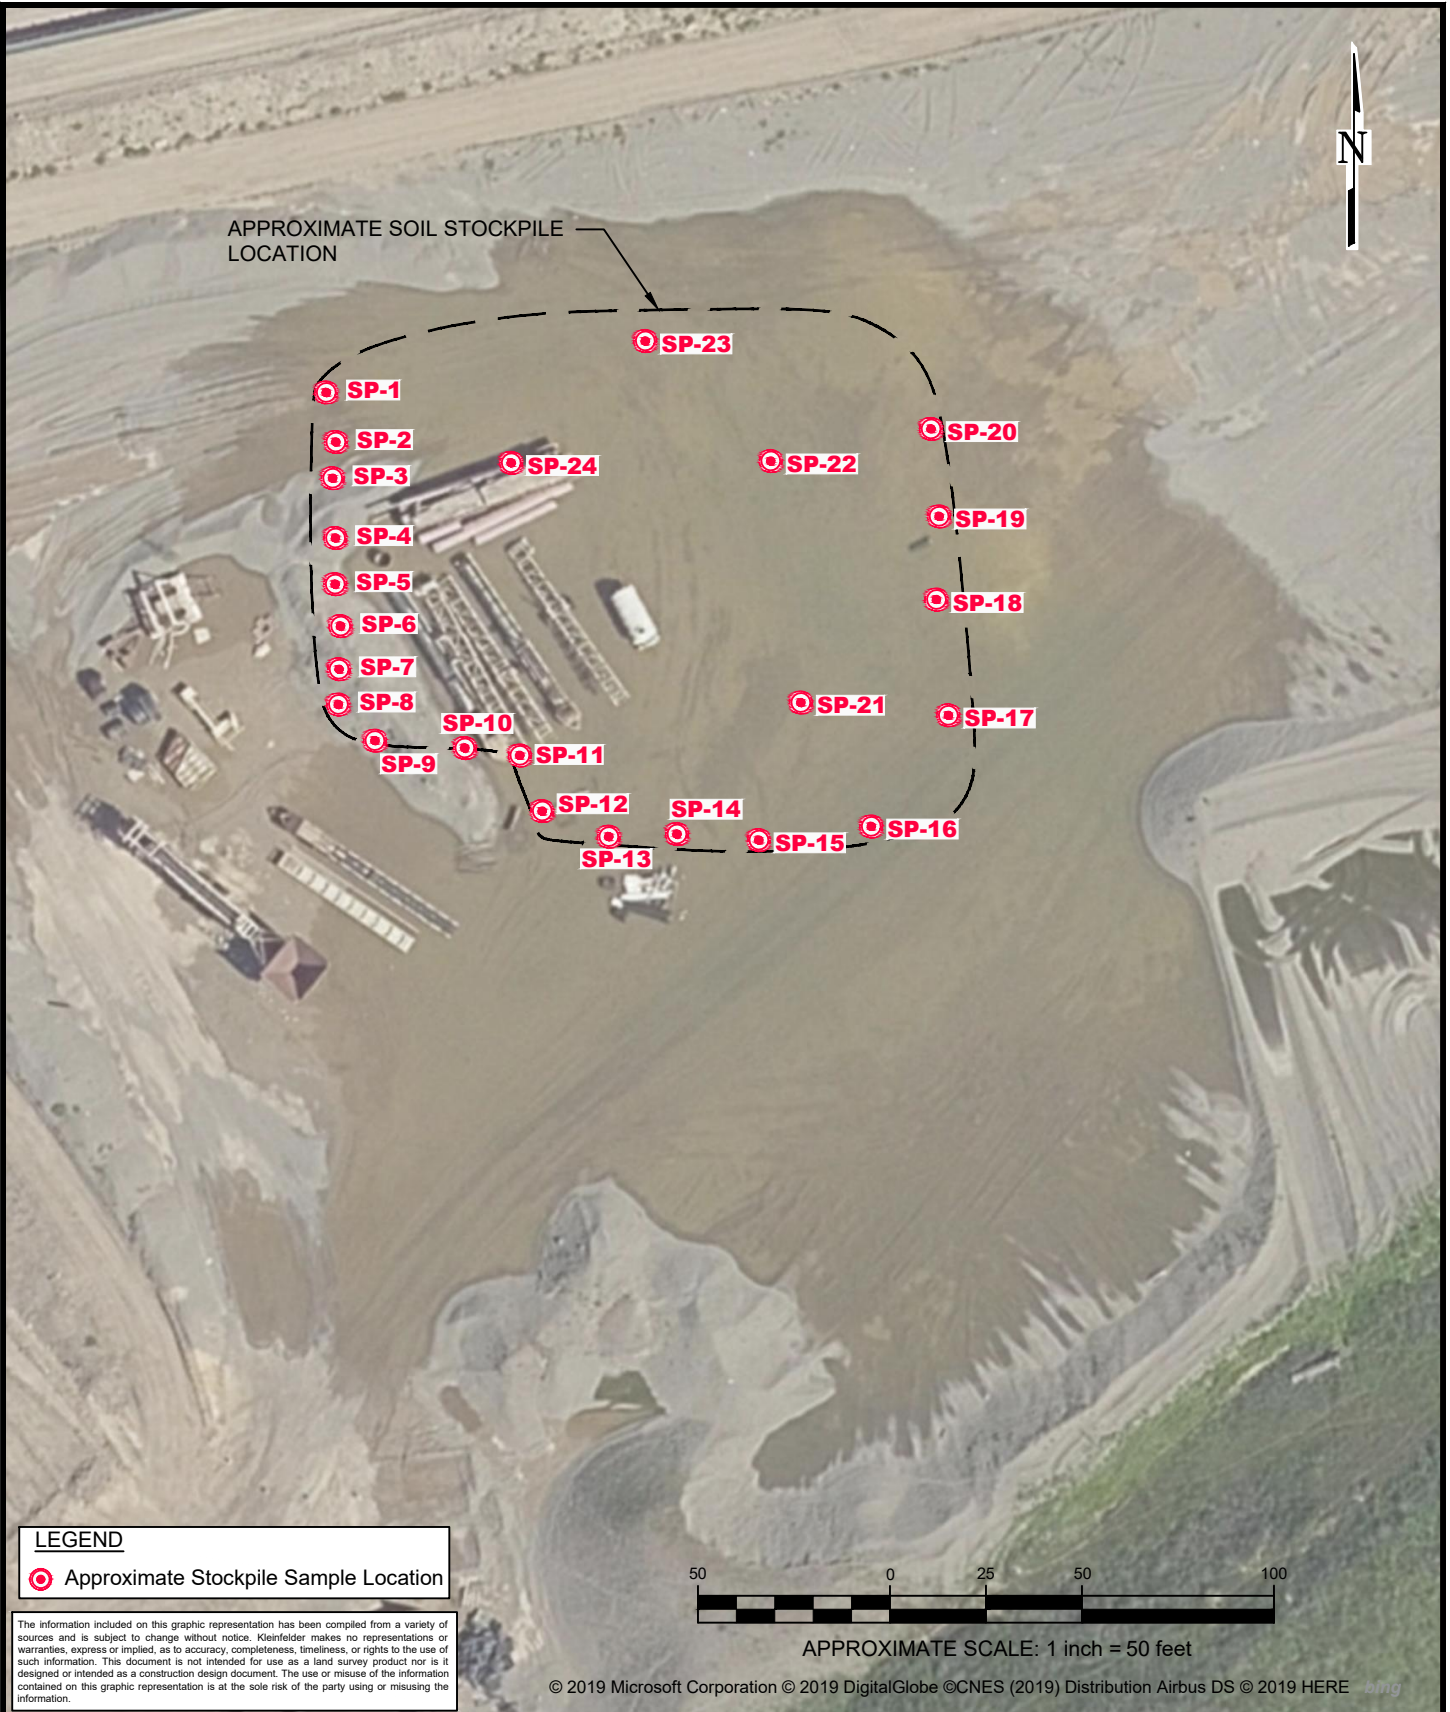 N
APPROXIMATE SOIL STOCKPILE
LOCATION
SP-23
SP-1
SP-20
SP-2
SP-24
SP-22
SP-3
SP-19
SP-4
SP-5
SP-18
SP-6
SP-7
SP-8
SP-21
SP-17
SP-10
SP-9
SP-11
SP-12
SP-14
SP-16
SP-13
SP-15
LEGEND
Approximate Stockpile Sample Location
50 0 25 50 100
APPROXIMATE SCALE: 1 inch = 50 feet
The information included on this graphic representation has been compiled from a variety of
sources and is subject to change without notice. Kleinfelder makes no representations or
warranties, express or implied, as to accuracy, completeness, timeliness, or rights to the use of
such information. This document is not intended for use as a land survey product nor is it
designed or intended as a construction design document. The use or misuse of the information
contained on this graphic representation is at the sole risk of the party using or misusing the
information.
© 2019 Microsoft Corporation © 2019 DigitalGlobe ©CNES (2019) Distribution Airbus DS © 2019 HERE bing